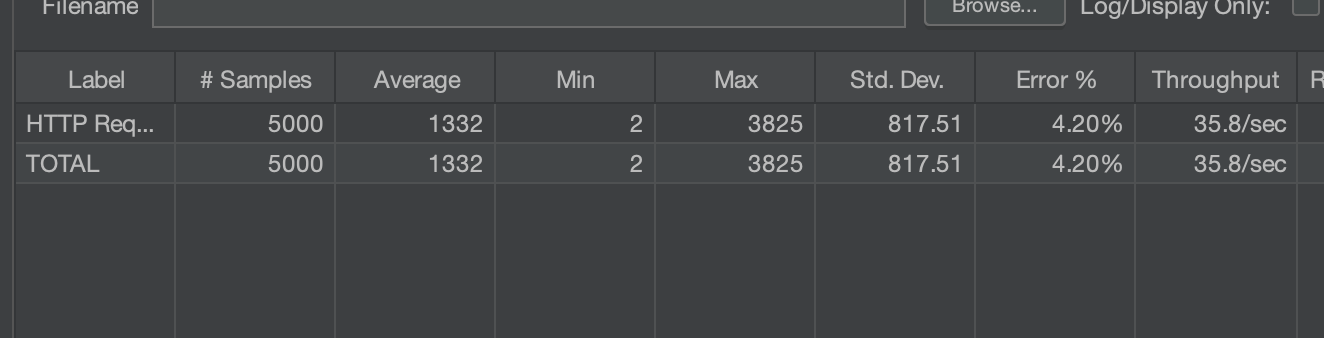 Filename Browse... Log/Display Only:
Label # Samples Average Min Max Std. Dev. Error % Throughput R
HTTP Req... 5000 1332 2 3825 817.51 4.20% 35.8/sec
TOTAL 5000 1332 2 3825 817.51 4.20% 35.8/sec